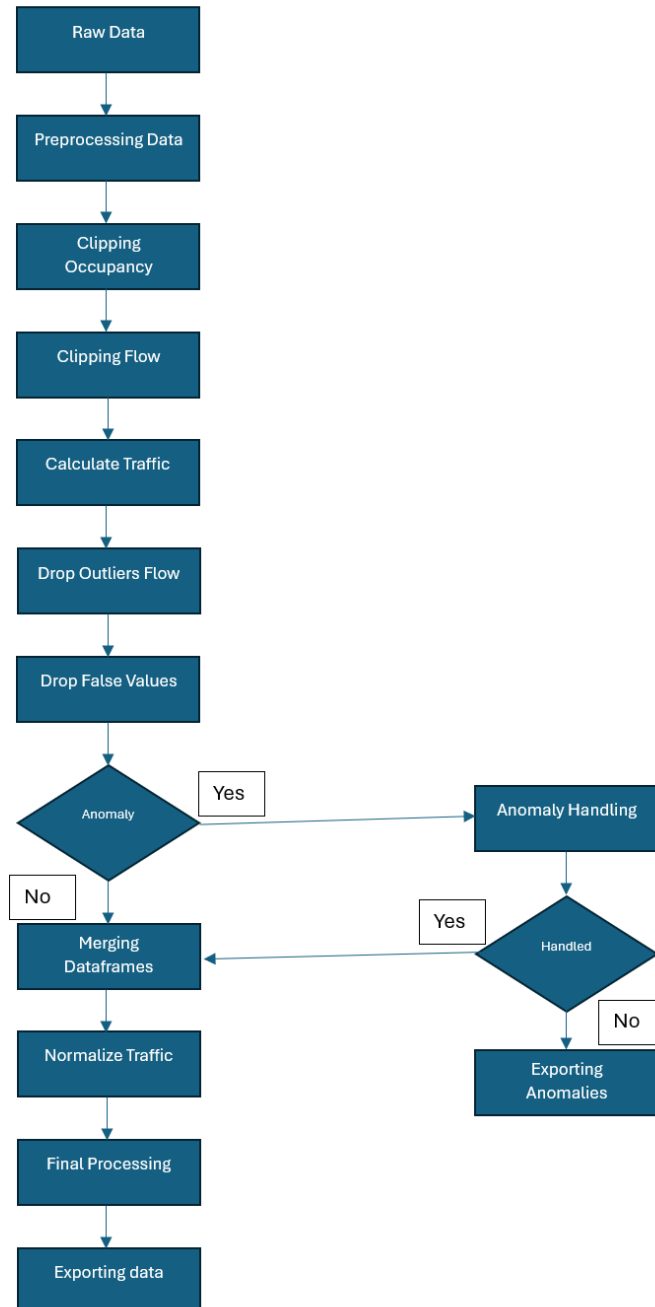 Raw Data
Preprocessing Data
Clipping
Occupancy
Clipping Flow
Calculate Traffic
Drop Outliers Flow
Drop False Values
Anomaly
Yes
Anomaly Handling
No
Merging
Dataframes
Yes
Handled
No
Normalize Traffic
Exporting
Anomalies
Final Processing
Exporting data